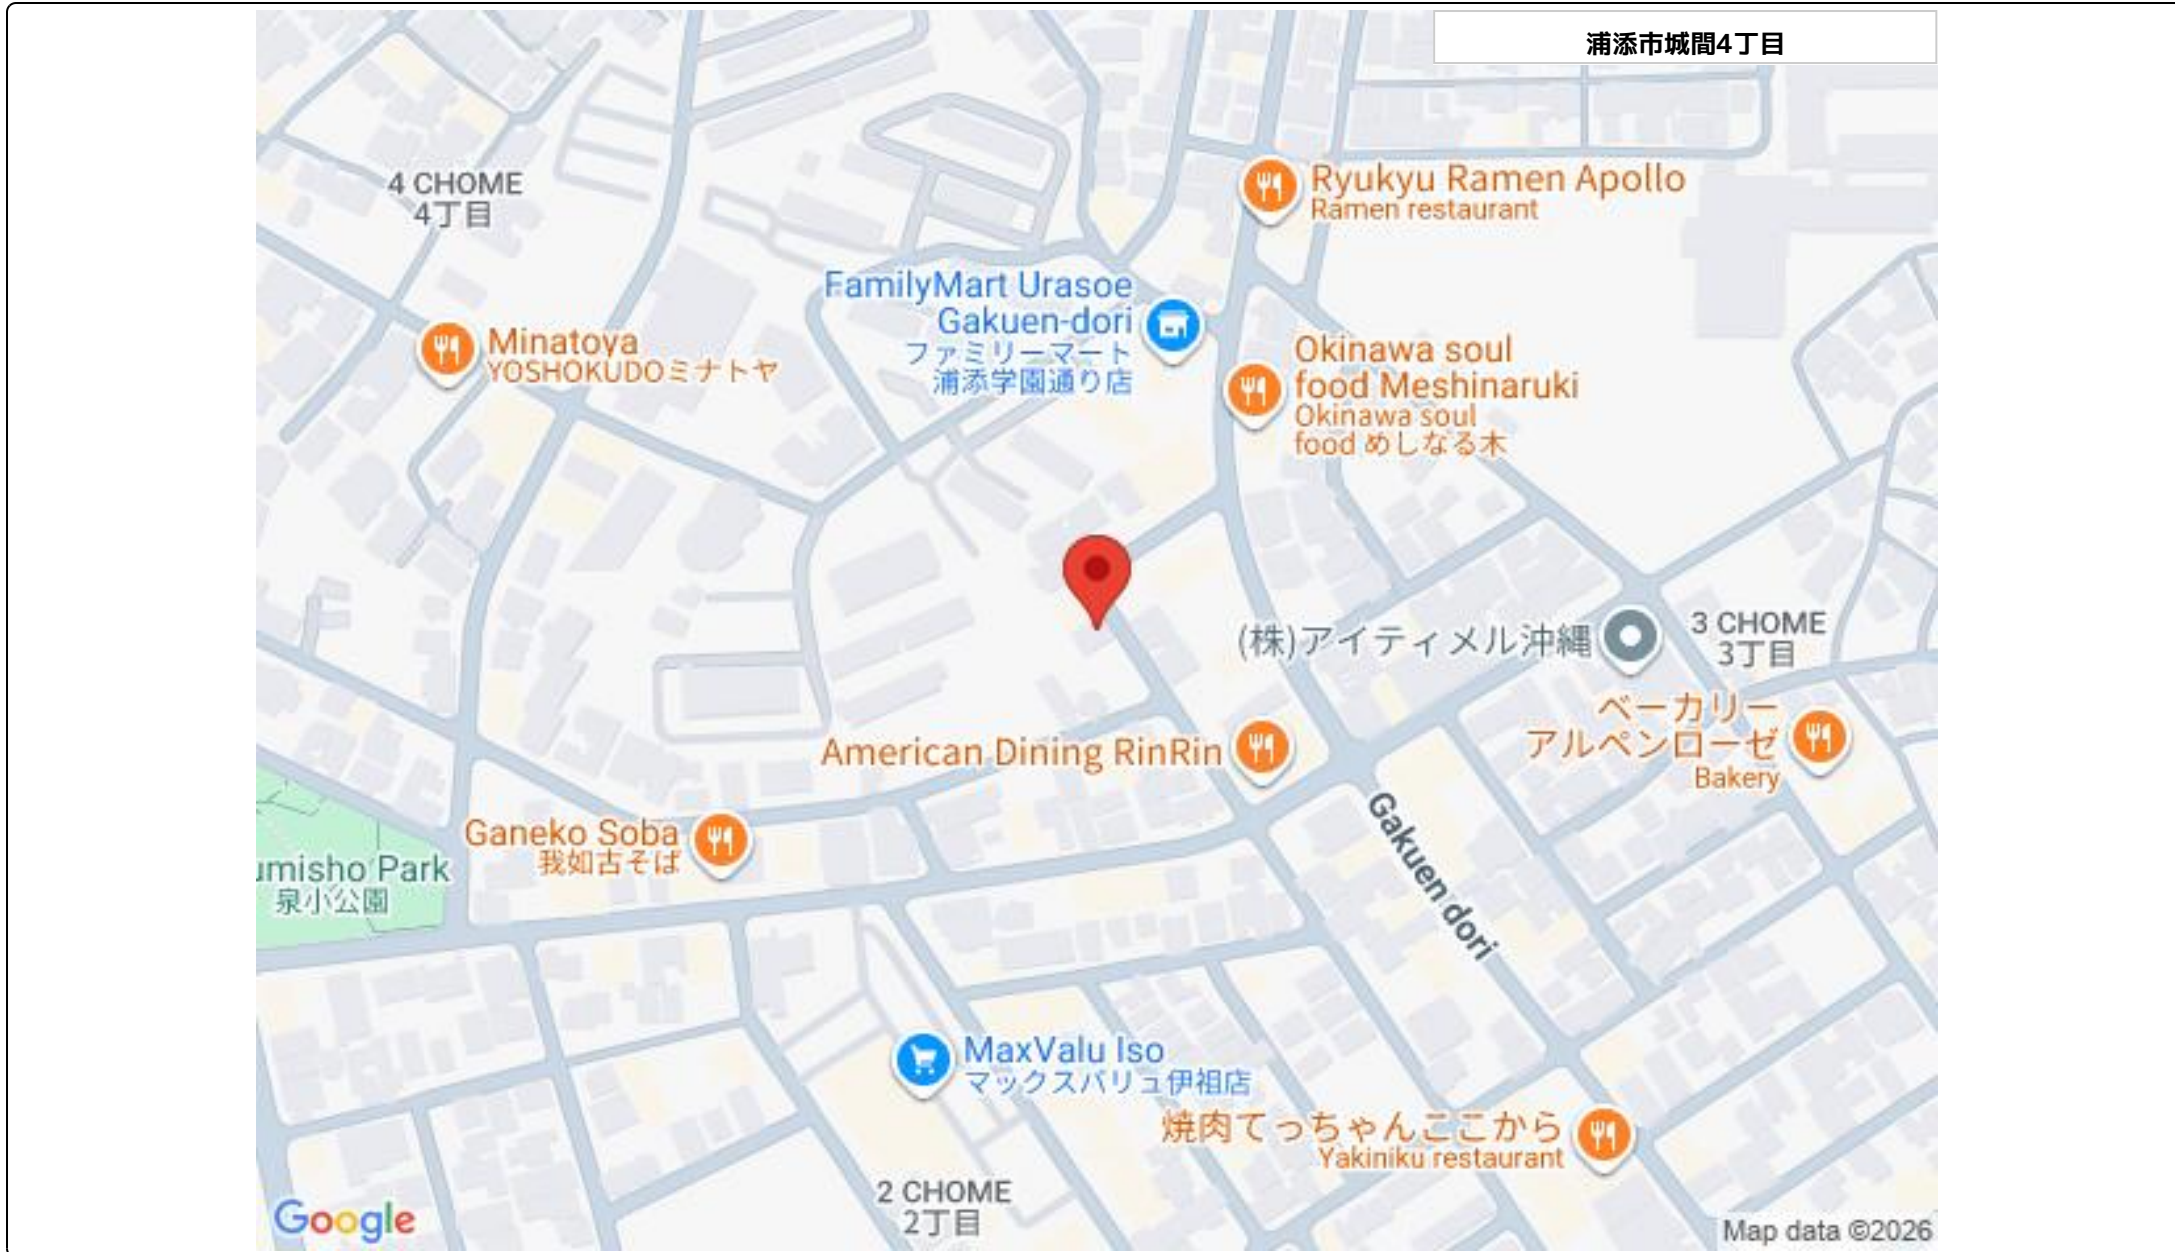 浦添市城間4丁目
4 CHOME
4丁目
Ryukyu Ramen Apollo
Ramen restaurant
FamilyMart Urasoe
Gakuen-dori
ファミリーマート
浦添学園通り店
Minatoya
YOSHOKUDOミナトヤ
Okinawa soul
food Meshinaruki
Okinawa soul
food めしなる木
(株)アイティメル沖縄
3 CHOME
3丁目
ベーカリー
アルペンローゼ
Bakery
American Dining RinRin
Ganeko Soba
我如古そば
Gakuen dori
umisho Park
泉小公園
MaxValu Iso
マックスバリュ伊祖店
焼肉てっちゃんここから
Yakiniku restaurant
2 CHOME
2丁目
Google
Map data ©2026